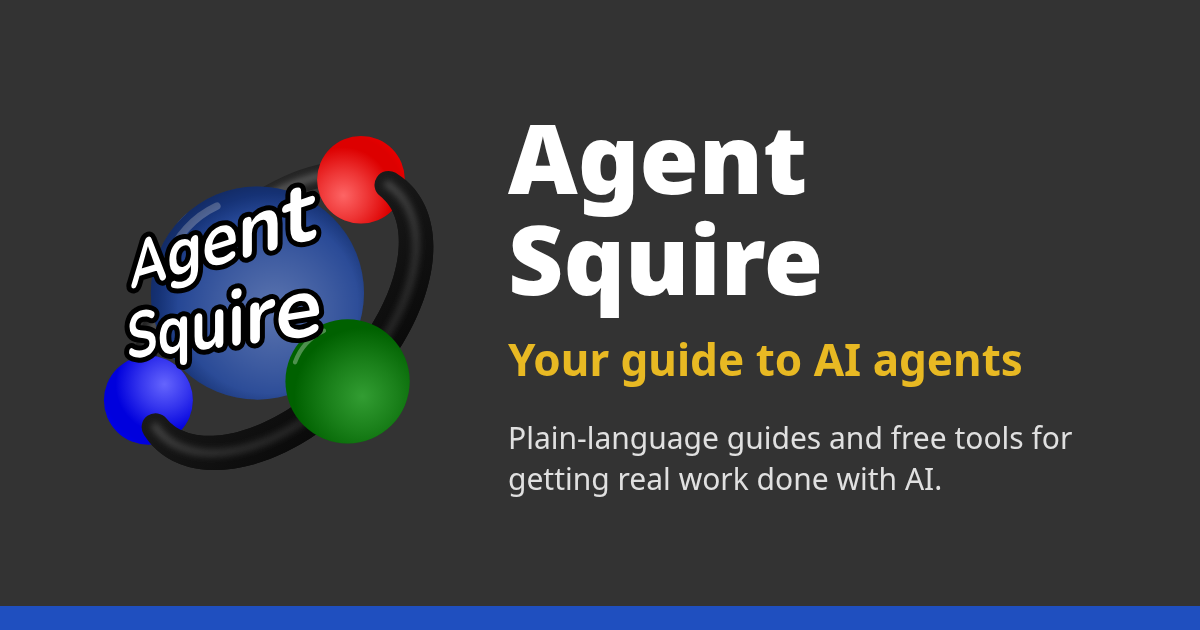 Agent
Squire
Agent
Squire
Your guide to AI agents
Plain-language guides and free tools for
getting real work done with AI.